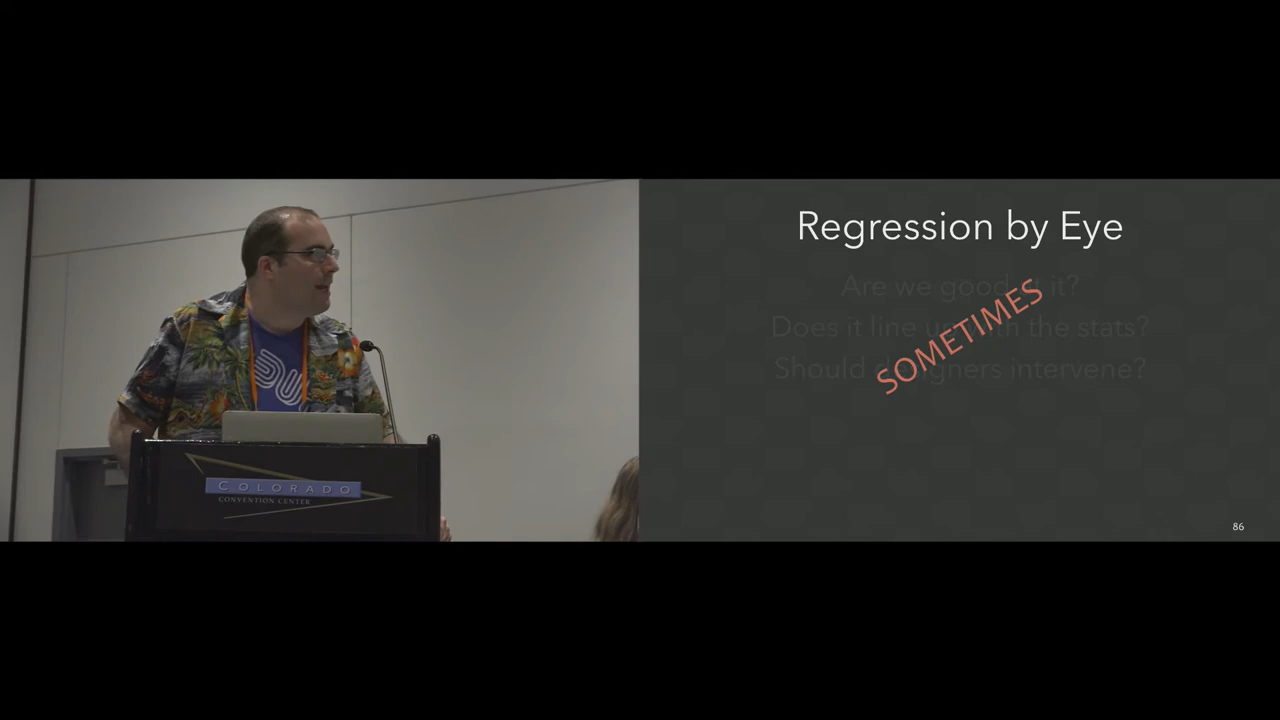 Regression by Eye
Are we good at it?
Does it line up with the stats?
Should designers intervene?
SOMETIMES
COLORADO
CONVENTION CENTER
86